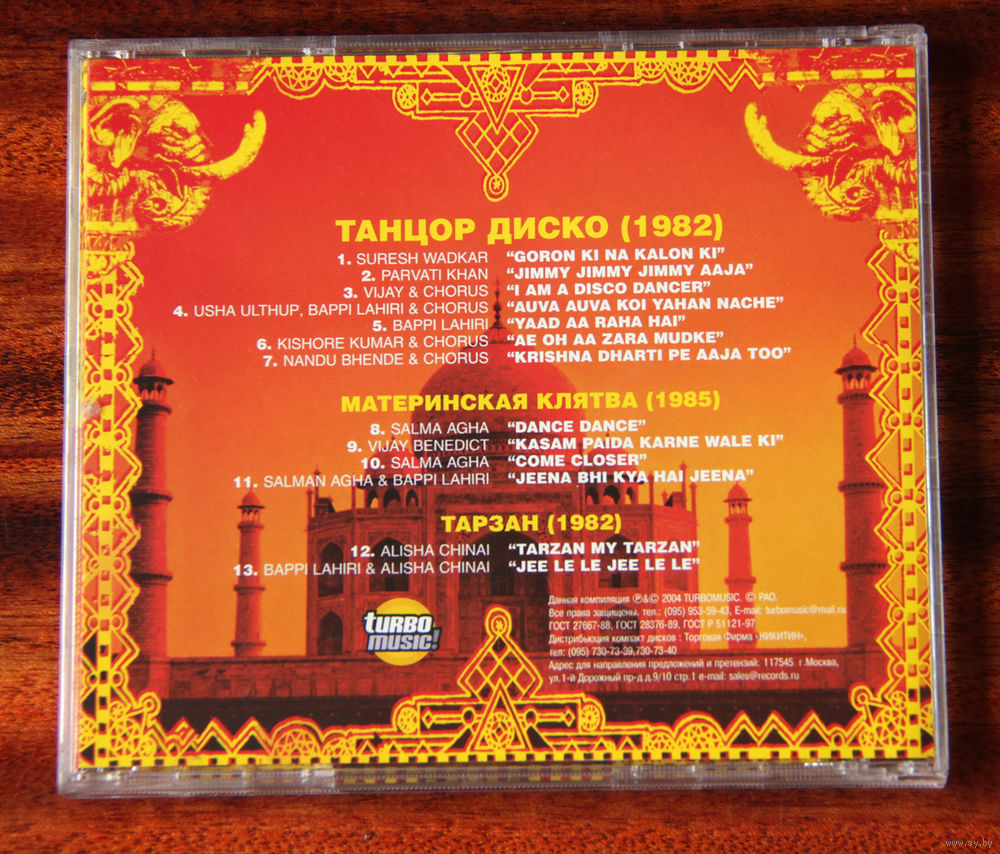 ТАНЦОР ДИСКО (1982)
1. SURESH WADKAR "GORON KI NA KALON KI"
2. PARVATI KHAN "JIMMY JIMMY JIMMY AAJA"
3. VIJAY & CHORUS "I AM A DISCO DANCER"
4. USHA ULTHUP, BAPPI LAHIRI & CHORUS "AUVA AUVA KOI YAHAN NACHE"
5. BAPPI LAHIRI "YAAD AA RAHA HAI"
6. KISHORE KUMAR & CHORUS "AE OH AA ZARA MUDKE"
7. NANDU BHENDE & CHORUS "KRISHNA DHARTI PE AAJA TOO"
МАТЕРИНСКАЯ КЛЯТВА (1985)
8. SALMA AGHA "DANCE DANCE"
9. VIJAY BENEDICT "KASAM PAIDA KARNE WALE KI"
10. SALMA AGHA "COME CLOSER"
11. SALMAN AGHA & BAPPI LAHIRI "JEENA BHI KYA HAI JEENA"
ТАРЗАН (1982)
12. ALISHA CHINAI "TARZAN MY TARZAN"
13. BAPPI LAHIRI & ALISHA CHINAI "JEE LE LE JEE LE LE"
TURBO
MUSIC!
Данная компиляция ℗&© 2004 TURBOMUSIC. © РАО.
Все права защищены, тел.: (095) 953-59-43, E-mail: turbomusic@mail.ru
ГОСТ 27667-88, ГОСТ 28376-89, ГОСТ Р 51121-97
Дистрибьюция компакт дисков : Торговая Фирма «НИКИТИН»,
тел: (095) 730-73-39,730-73-40
Адрес для направления предложений и претензий: 117545 г.Москва,
ул.1-й Дорожный пр-д д.9/10 стр.1 e-mail: sales@records.ru
www.ay.by